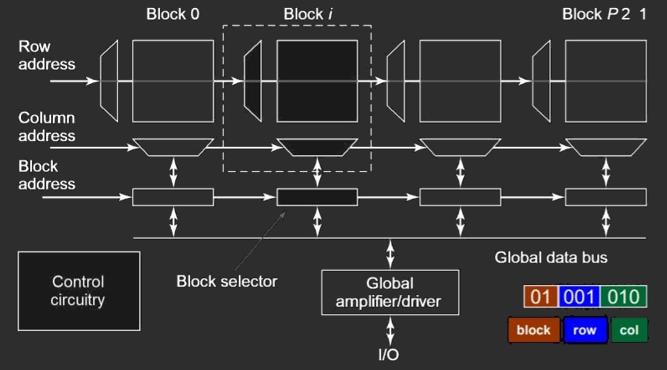 Block 0
Block i
Block P 2 1
Row
address
Column
address
Block
address
Control
circuitry
Block selector
Global
amplifier/driver
Global data bus
01 001 010
block row col
I/O